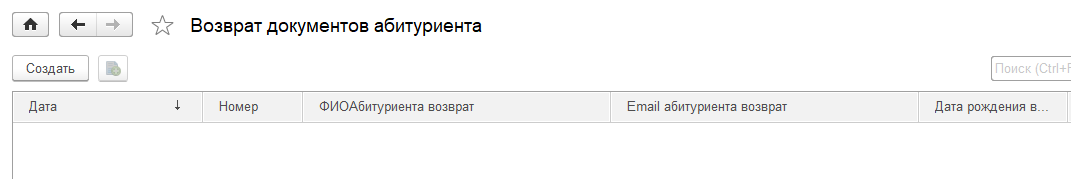 Возврат документов абитуриента
Создать
Поиск (Ctrl+F
Дата ↓ Номер ФИОАбитуриента возврат Email абитуриента возврат Дата рождения в...